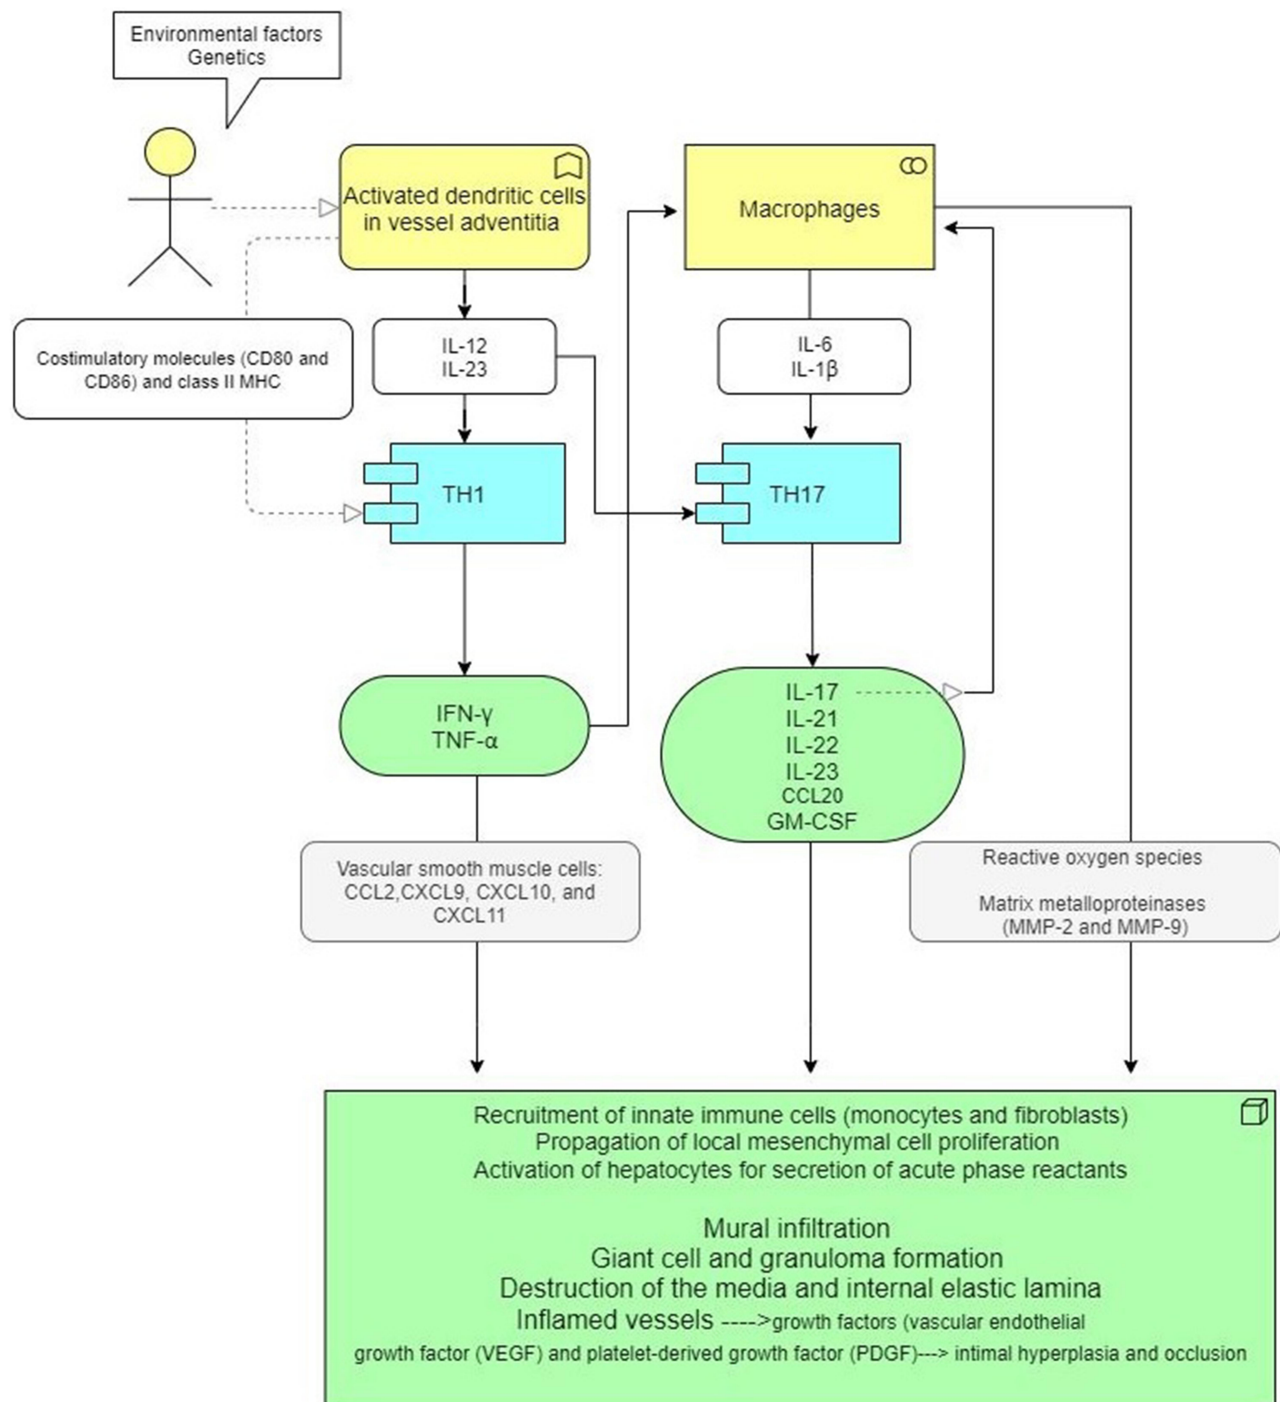 Environmental factors
Genetics
Activated dendritic cells
in vessel adventitia
Macrophages
Costimulatory molecules (CD80 and
CD86) and class II MHC
IL-12
IL-23
IL-6
IL-1β
TH1
TH17
IFN-γ
TNF-α
IL-17
IL-21
IL-22
IL-23
CCL20
GM-CSF
Vascular smooth muscle cells:
CCL2,CXCL9, CXCL10, and
CXCL11
Reactive oxygen species
Matrix metalloproteinases
(MMP-2 and MMP-9)
Recruitment of innate immune cells (monocytes and fibroblasts)
Propagation of local mesenchymal cell proliferation
Activation of hepatocytes for secretion of acute phase reactants
Mural infiltration
Giant cell and granuloma formation
Destruction of the media and internal elastic lamina
Inflamed vessels ---->growth factors (vascular endothelial
growth factor (VEGF) and platelet-derived growth factor (PDGF)---> intimal hyperplasia and occlusion